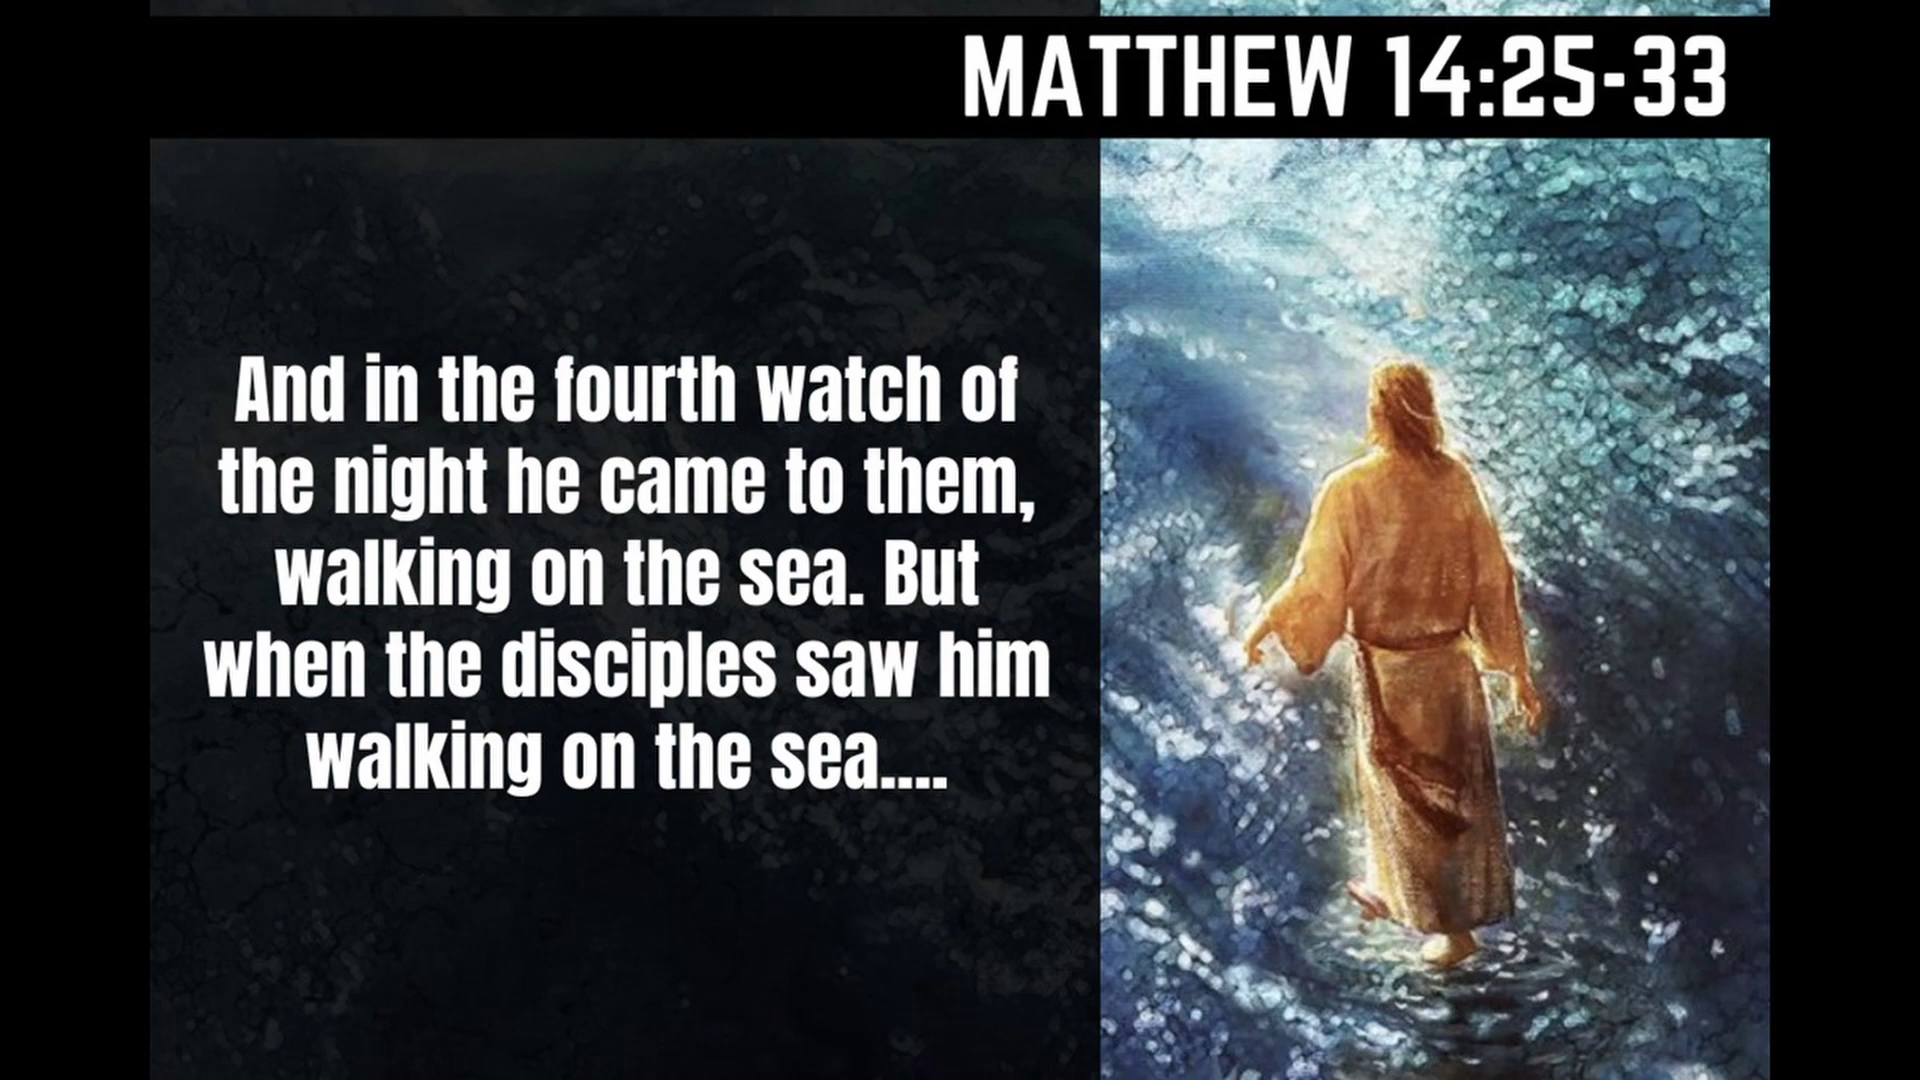 MATTHEW 14:25-33
And in the fourth watch of
the night he came to them,
walking on the sea. But
when the disciples saw him
walking on the sea....